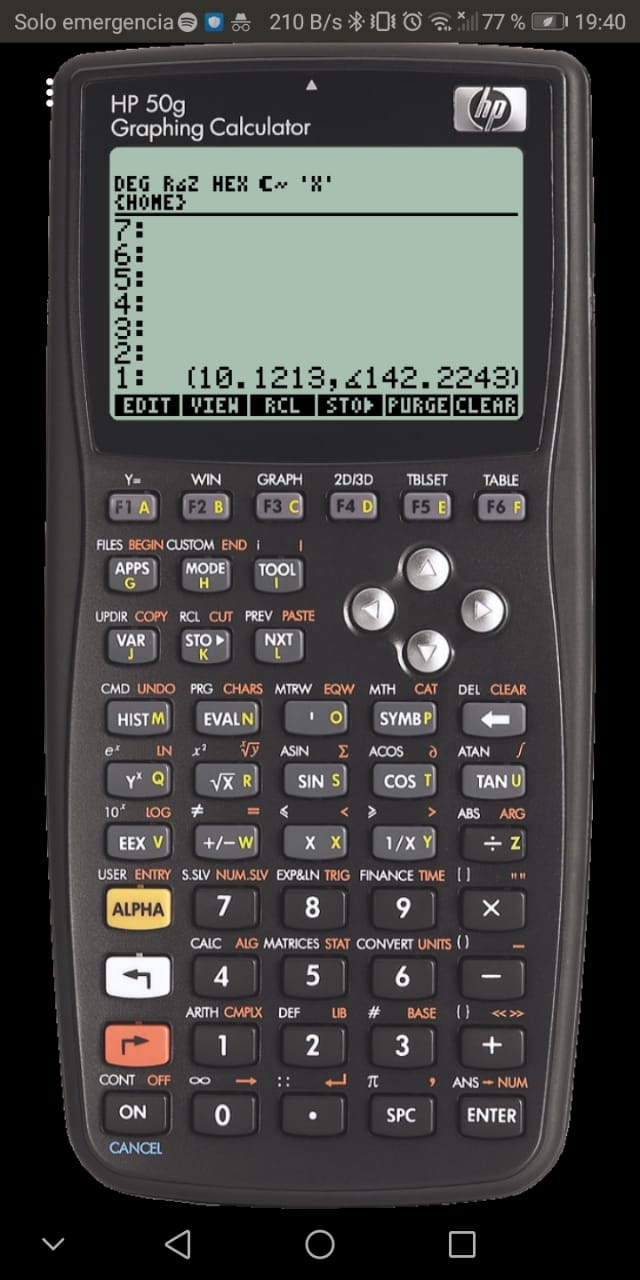 Solo emergencia 210 B/s 77 % 19:40
HP 50g
Graphing Calculator
hp
DEG R∡Z HEX C~ 'X'
{HOME}
7:
6:
5:
4:
3:
2:
1: (10.1213,∡142.2243)
EDIT VIEW RCL STO▶ PURGE CLEAR
Y= WIN GRAPH 2D/3D TBLSET TABLE
F1 A F2 B F3 C F4 D F5 E F6 F
FILES BEGIN CUSTOM END i |
APPS G MODE H TOOL I
UPDIR COPY RCL CUT PREV PASTE
VAR J STO ▶ K NXT L
CMD UNDO PRG CHARS MTRW EQW MTH CAT DEL CLEAR
HIST M EVAL N ' O SYMB P ←
eˣ LN x² ˣ√y ASIN Σ ACOS ∂ ATAN ∫
Yˣ Q √X R SIN S COS T TAN U
10ˣ LOG ≠ = ≤ < ≥ > ABS ARG
EEX V +/− W X X 1/X Y ÷ Z
USER ENTRY S.SLV NUM.SLV EXP&LN TRIG FINANCE TIME [ ] " "
ALPHA 7 8 9 ×
CALC ALG MATRICES STAT CONVERT UNITS ( ) _
4 5 6 −
ARITH CMPLX DEF LIB # BASE { } << >>
1 2 3 +
CONT OFF ∞ → : : ↵ π , ANS → NUM
ON 0 . SPC ENTER
CANCEL